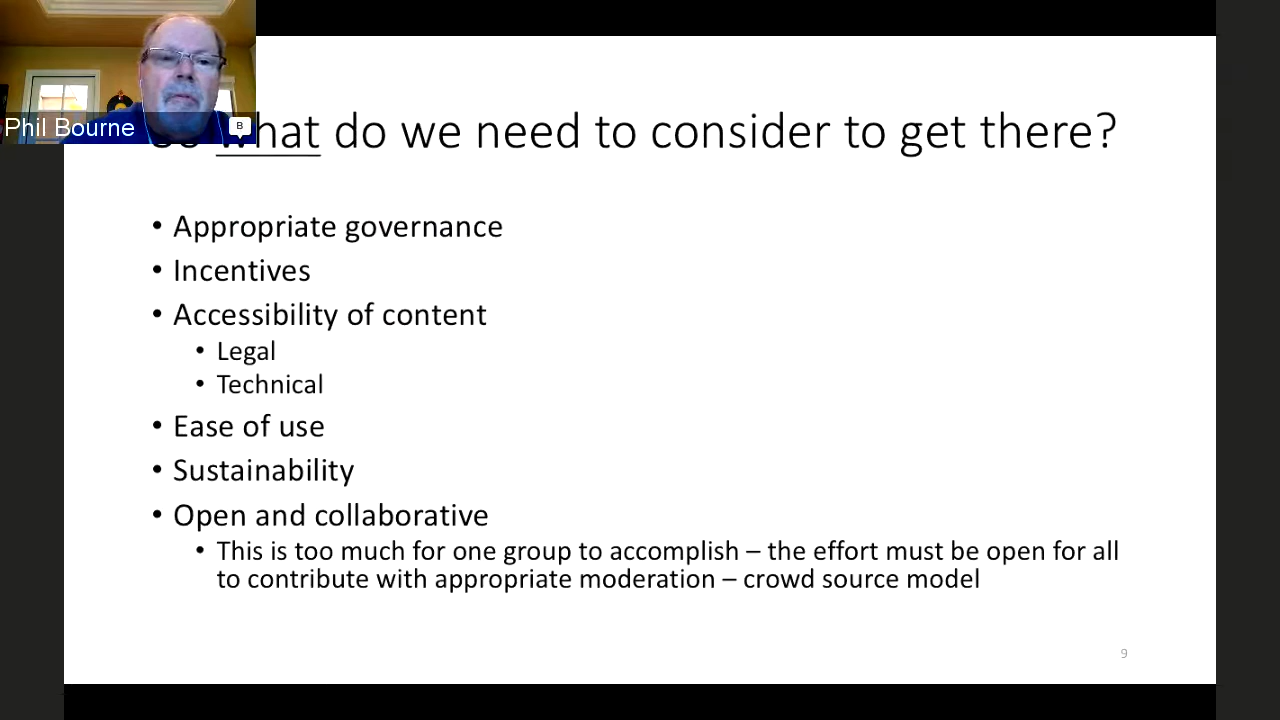 Phil Bourne
B
So what do we need to consider to get there?
• Appropriate governance
• Incentives
• Accessibility of content
• Legal
• Technical
• Ease of use
• Sustainability
• Open and collaborative
• This is too much for one group to accomplish – the effort must be open for all
to contribute with appropriate moderation – crowd source model
9